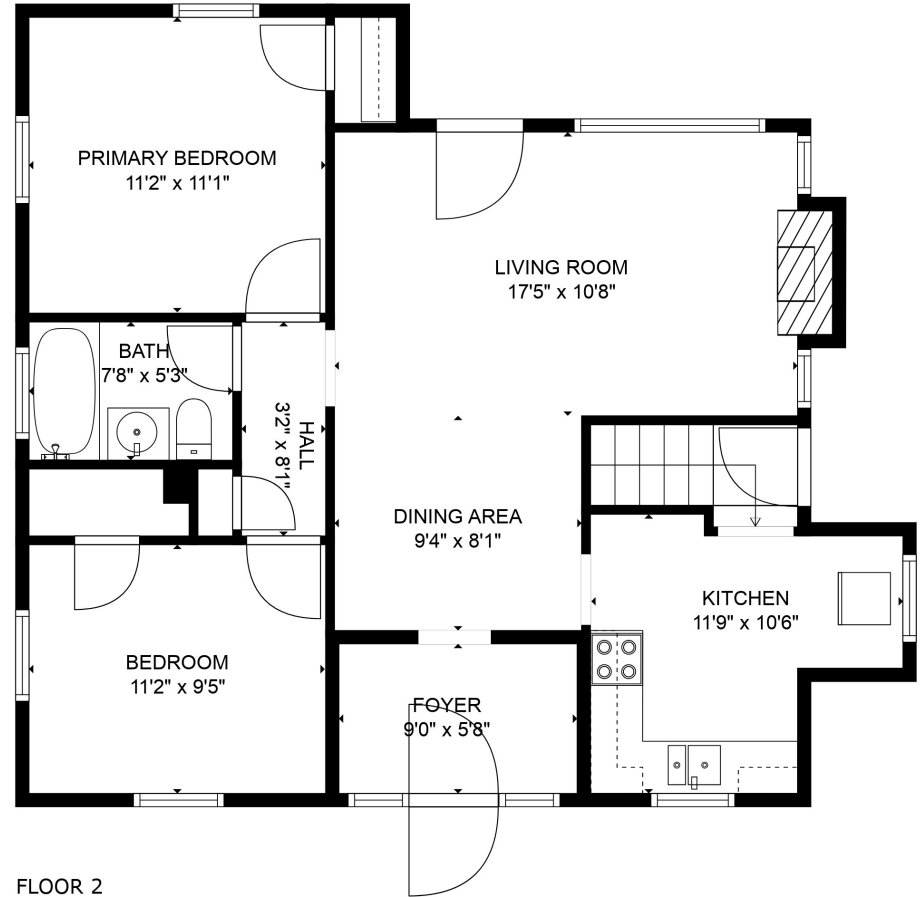 PRIMARY BEDROOM
11'2" x 11'1"
LIVING ROOM
17'5" x 10'8"
BATH
7'8" x 5'3"
HALL
3'2" x 8'1"
DINING AREA
9'4" x 8'1"
KITCHEN
11'9" x 10'6"
BEDROOM
11'2" x 9'5"
FOYER
9'0" x 5'8"
FLOOR 2